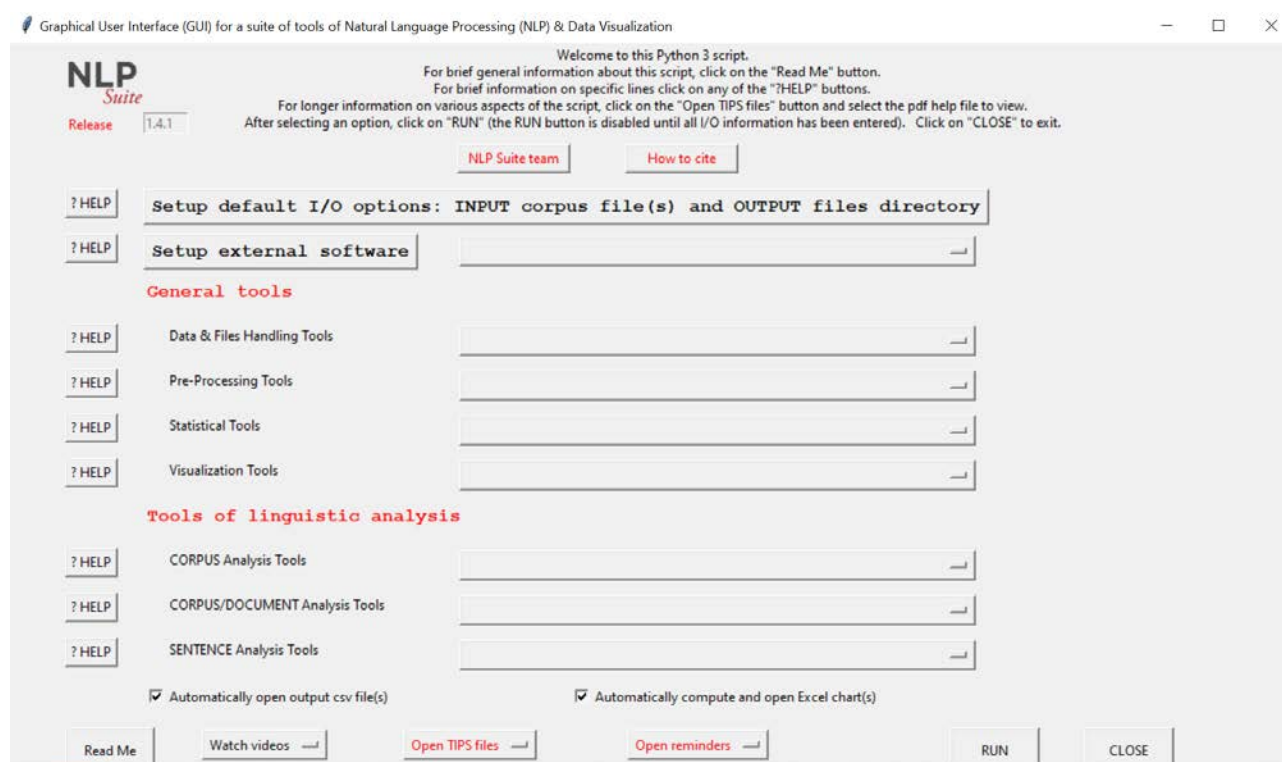 Graphical User Interface (GUI) for a suite of tools of Natural Language Processing (NLP) & Data Visualization
NLP
Suite
Release 1.4.1
Welcome to this Python 3 script.
For brief general information about this script, click on the "Read Me" button.
For brief information on specific lines click on any of the "?HELP" buttons.
For longer information on various aspects of the script, click on the "Open TIPS files" button and select the pdf help file to view.
After selecting an option, click on "RUN" (the RUN button is disabled until all I/O information has been entered). Click on "CLOSE" to exit.
NLP Suite team How to cite
? HELP Setup default I/O options: INPUT corpus file(s) and OUTPUT files directory
? HELP Setup external software
General tools
? HELP Data & Files Handling Tools
? HELP Pre-Processing Tools
? HELP Statistical Tools
? HELP Visualization Tools
Tools of linguistic analysis
? HELP CORPUS Analysis Tools
? HELP CORPUS/DOCUMENT Analysis Tools
? HELP SENTENCE Analysis Tools
Automatically open output csv file(s) Automatically compute and open Excel chart(s)
Read Me Watch videos Open TIPS files Open reminders RUN CLOSE